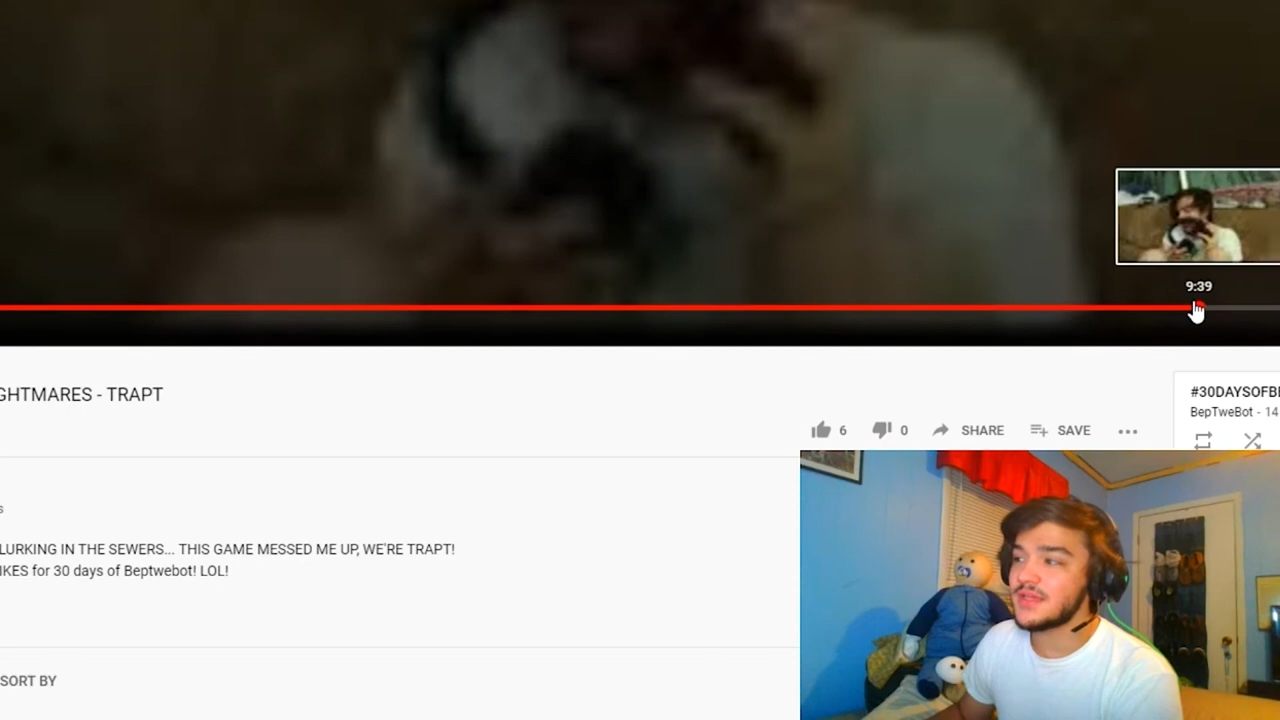 9:39
GHTMARES - TRAPT
#30DAYSOFBE
BepTweBot - 14
6
0
SHARE
SAVE
s
LURKING IN THE SEWERS... THIS GAME MESSED ME UP, WE'RE TRAPT!
IKES for 30 days of Beptwebot! LOL!
SORT BY